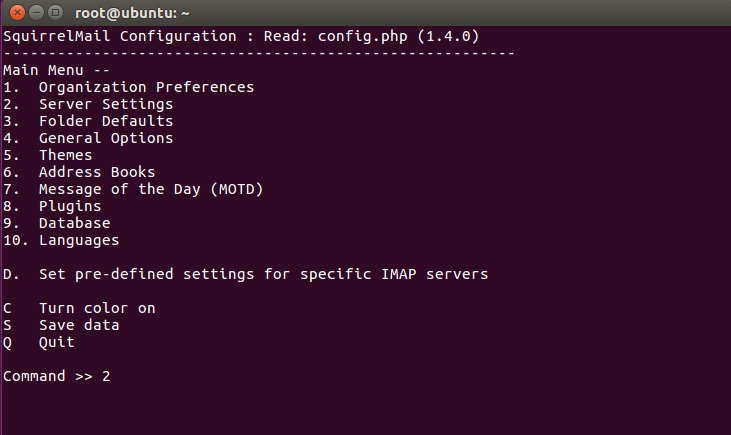 root@ubuntu: ~
SquirrelMail Configuration : Read: config.php (1.4.0)
---------------------------------------------------------
Main Menu --
1.  Organization Preferences
2.  Server Settings
3.  Folder Defaults
4.  General Options
5.  Themes
6.  Address Books
7.  Message of the Day (MOTD)
8.  Plugins
9.  Database
10. Languages

D.  Set pre-defined settings for specific IMAP servers

C   Turn color on
S   Save data
Q   Quit

Command >> 2